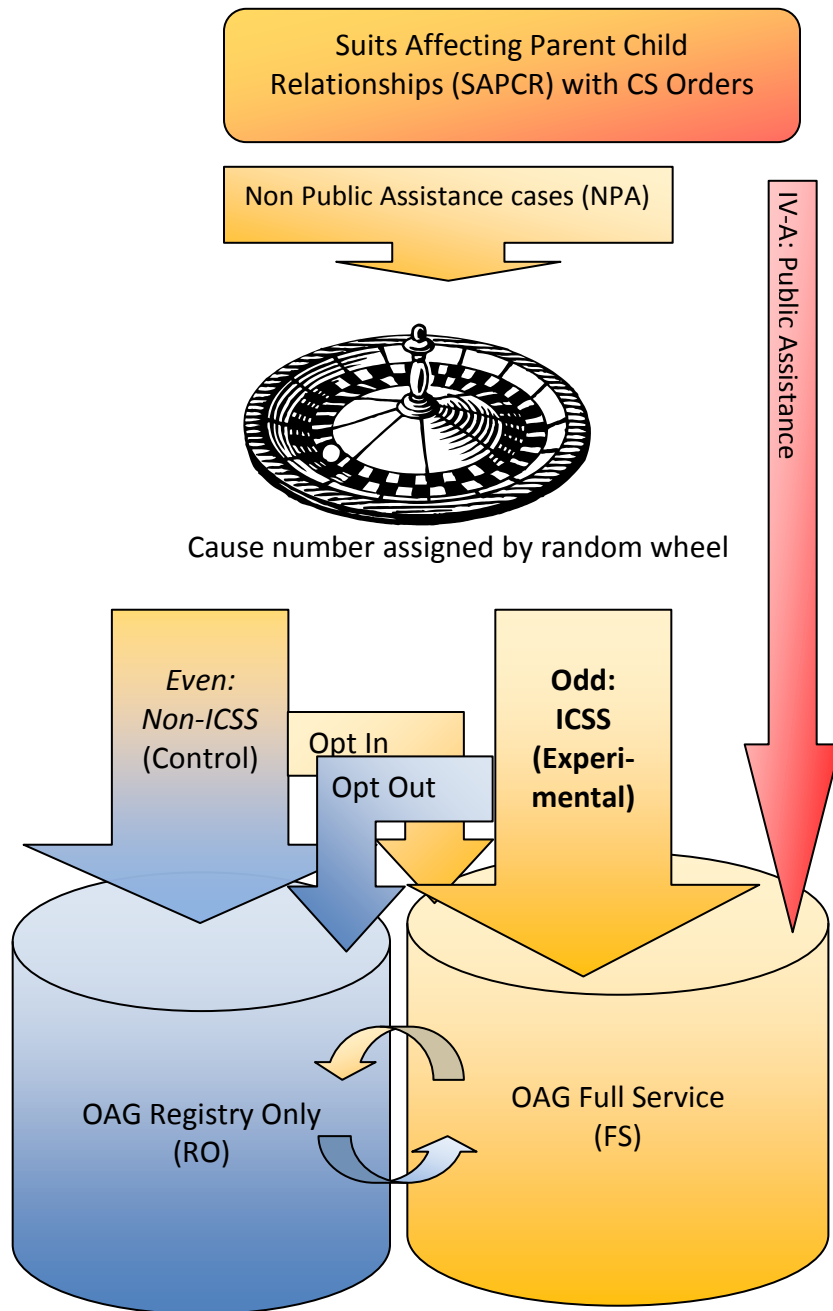 Suits Affecting Parent Child
Relationships (SAPCR) with CS Orders
Non Public Assistance cases (NPA)
IV-A: Public Assistance
Cause number assigned by random wheel
Even:
Non-ICSS
(Control)
Opt In
Opt Out
Odd:
ICSS
(Experi-
mental)
OAG Registry Only
(RO)
OAG Full Service
(FS)